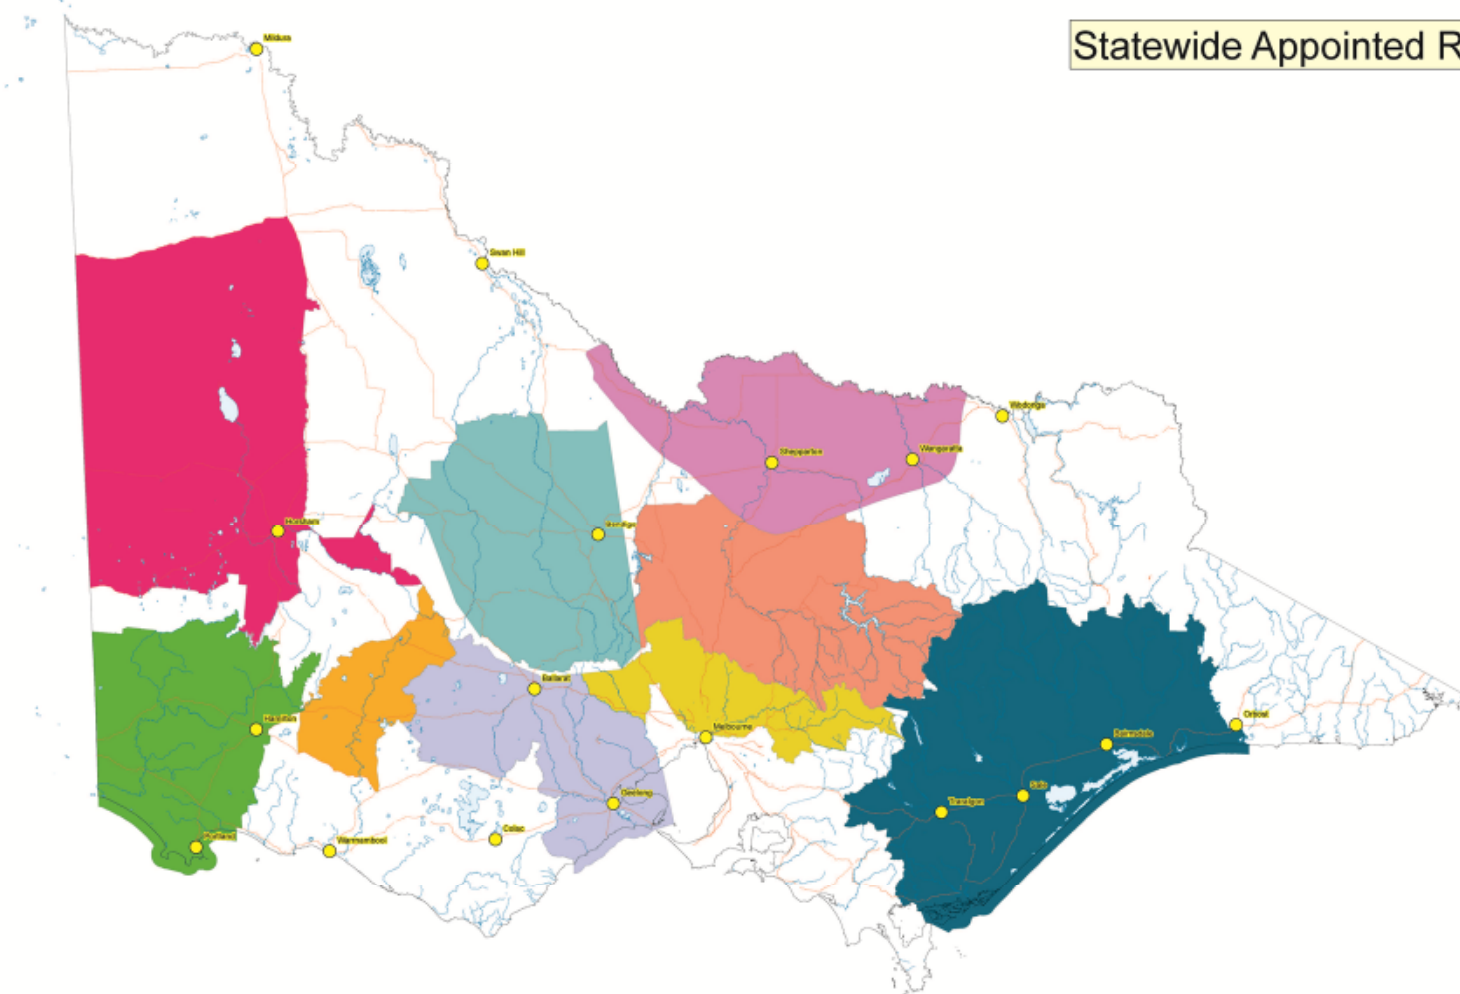 Statewide Appointed R
Mildura
Swan Hill
Wodonga
Shepparton
Wangaratta
Horsham
Bendigo
Ballarat
Hamilton
Melbourne
Orbost
Bairnsdale
Sale
Geelong
Traralgon
Portland
Warrnambool
Colac